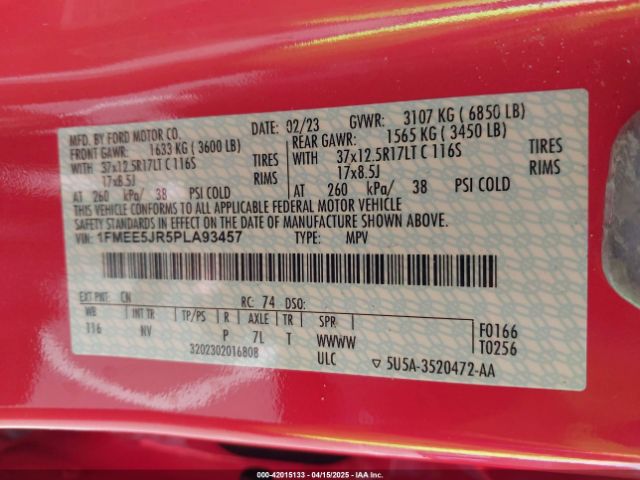 MFD. BY FORD MOTOR CO.
DATE: 02/23 GVWR: 3107 KG ( 6850 LB)
FRONT GAWR: 1633 KG ( 3600 LB)
REAR GAWR: 1565 KG ( 3450 LB)
WITH 37x12.5R17LT C 116S TIRES
WITH 37x12.5R17LT C 116S TIRES
17x8.5J RIMS
17x8.5J RIMS
AT 260 kPa/ 38 PSI COLD
AT 260 kPa/ 38 PSI COLD
THIS VEHICLE CONFORMS TO ALL APPLICABLE FEDERAL MOTOR VEHICLE
SAFETY STANDARDS IN EFFECT ON THE DATE OF MANUFACTURE SHOWN ABOVE.
VIN: 1FMEE5JR5PLA93457 TYPE: MPV
EXT PNT: CN RC: 74 DSO:
WB INT TR TP/PS R AXLE TR SPR
116 NV P 7L T WWWW
F0166
T0256
3202302016808 ULC ▽ 5U5A-3520472-AA
000-42015133 - 04/15/2025 - IAA, Inc.